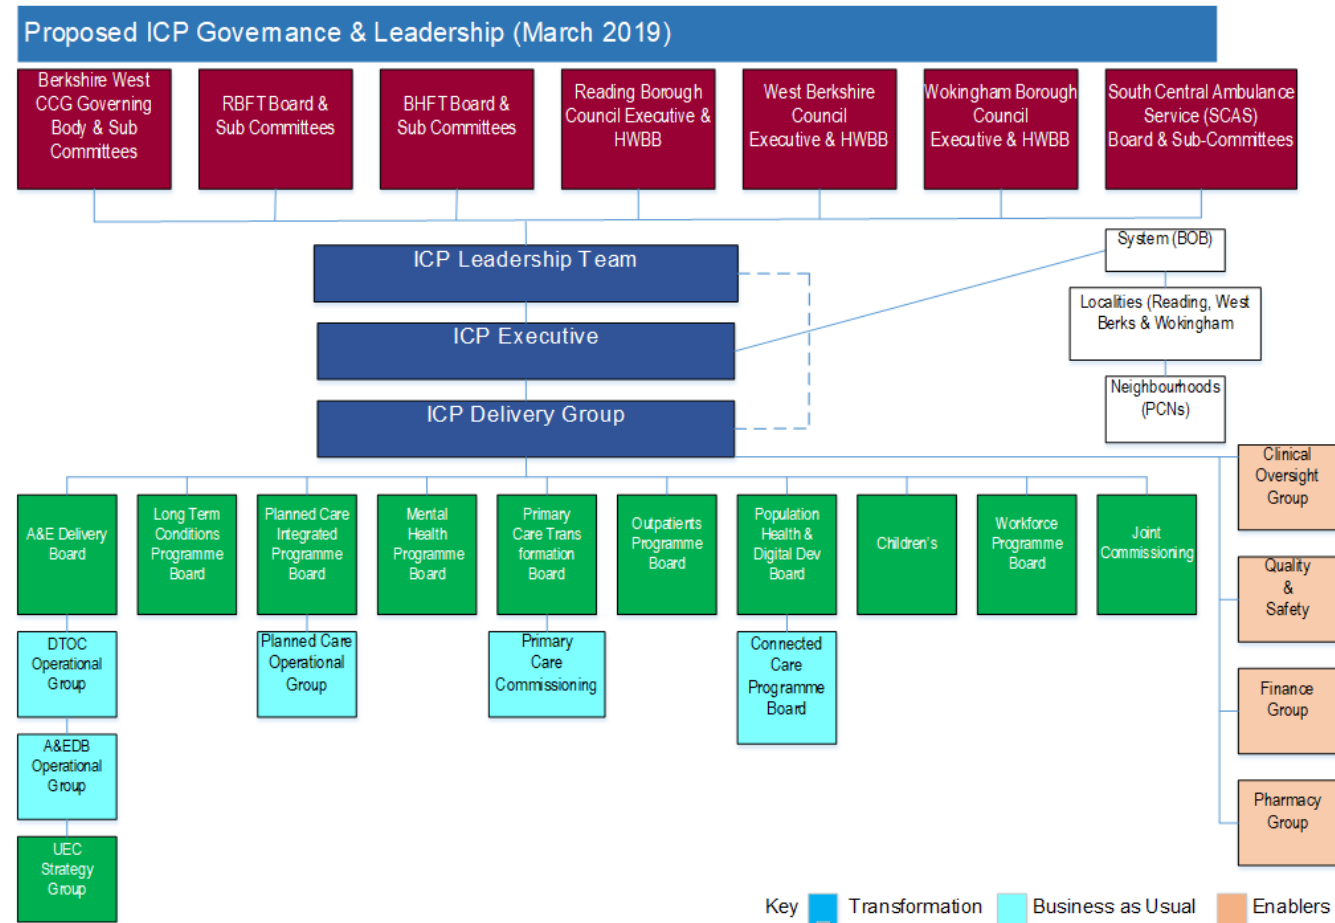 Proposed ICP Governance & Leadership (March 2019)
Berkshire West
CCG Governing
Body & Sub
Committees
RBFT Board &
Sub Committees
BHFT Board &
Sub Committees
Reading Borough
Council Executive &
HWBB
West Berkshire
Council
Executive & HWBB
Wokingham Borough
Council
Executive & HWBB
South Central Ambulance
Service (SCAS)
Board & Sub-Committees
ICP Leadership Team
ICP Executive
ICP Delivery Group
System (BOB)
Localities (Reading, West
Berks & Wokingham
Neighbourhoods
(PCNs)
A&E Delivery
Board
Long Term
Conditions
Programme
Board
Planned Care
Integrated
Programme
Board
Mental
Health
Programme
Board
Primary
Care Trans
formation
Board
Outpatients
Programme
Board
Population
Health &
Digital Dev
Board
Children's
Workforce
Programme
Board
Joint
Commissioning
DTOC
Operational
Group
Planned Care
Operational
Group
Primary
Care
Commissioning
Connected
Care
Programme
Board
A&EDB
Operational
Group
UEC
Strategy
Group
Clinical
Oversight
Group
Quality
&
Safety
Finance
Group
Pharmacy
Group
Key
Transformation
Business as Usual
Enablers